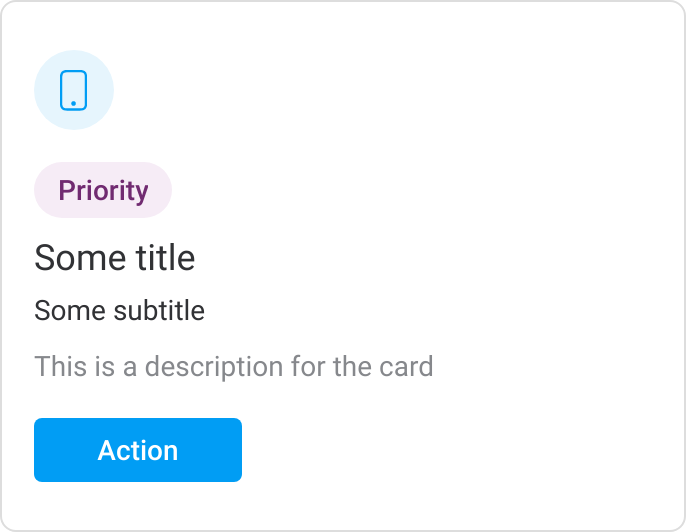 Priority
Some title
Some subtitle
This is a description for the card
Action